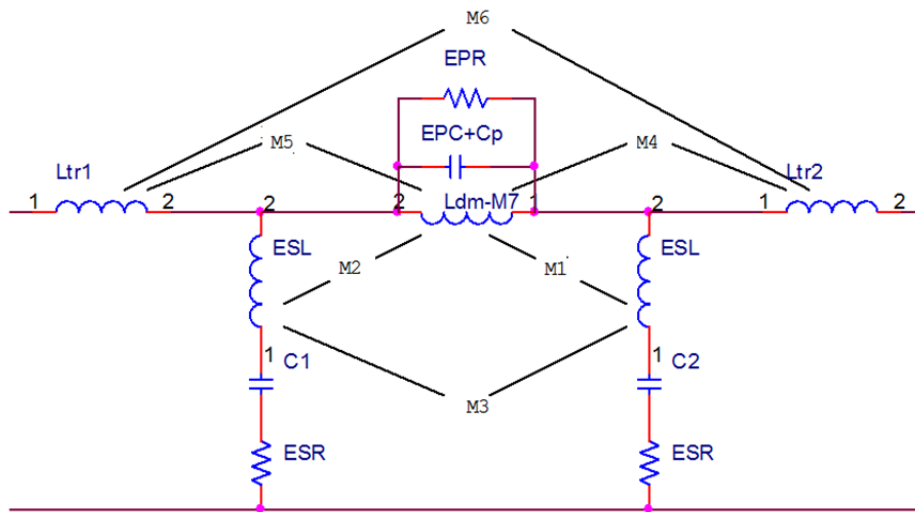 M6
EPR
EPC+Cp
M5
M4
Ltr1
Ltr2
1 2 2 2 Ldm-M7 1 2 1 2
ESL
ESL
M2
M1
1 C1
1 C2
M3
ESR
ESR